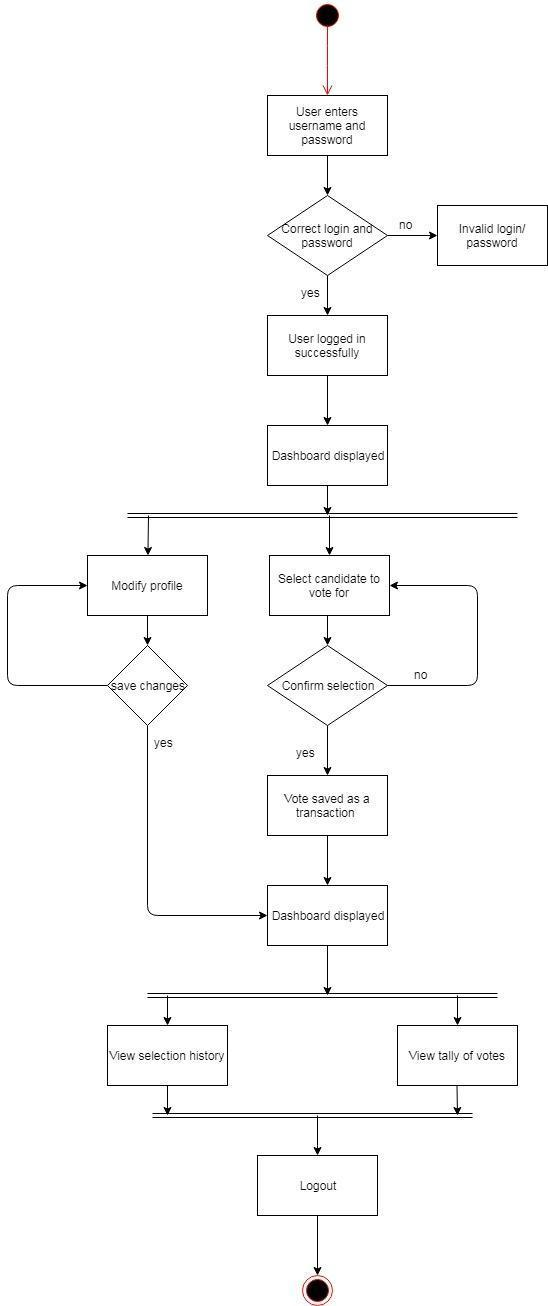 User enters
username and
password
Correct login and
password
no
Invalid login/
password
yes
User logged in
successfully
Dashboard displayed
Modify profile
Select candidate to
vote for
save changes
Confirm selection
no
yes
yes
Vote saved as a
transaction
Dashboard displayed
View selection history
View tally of votes
Logout